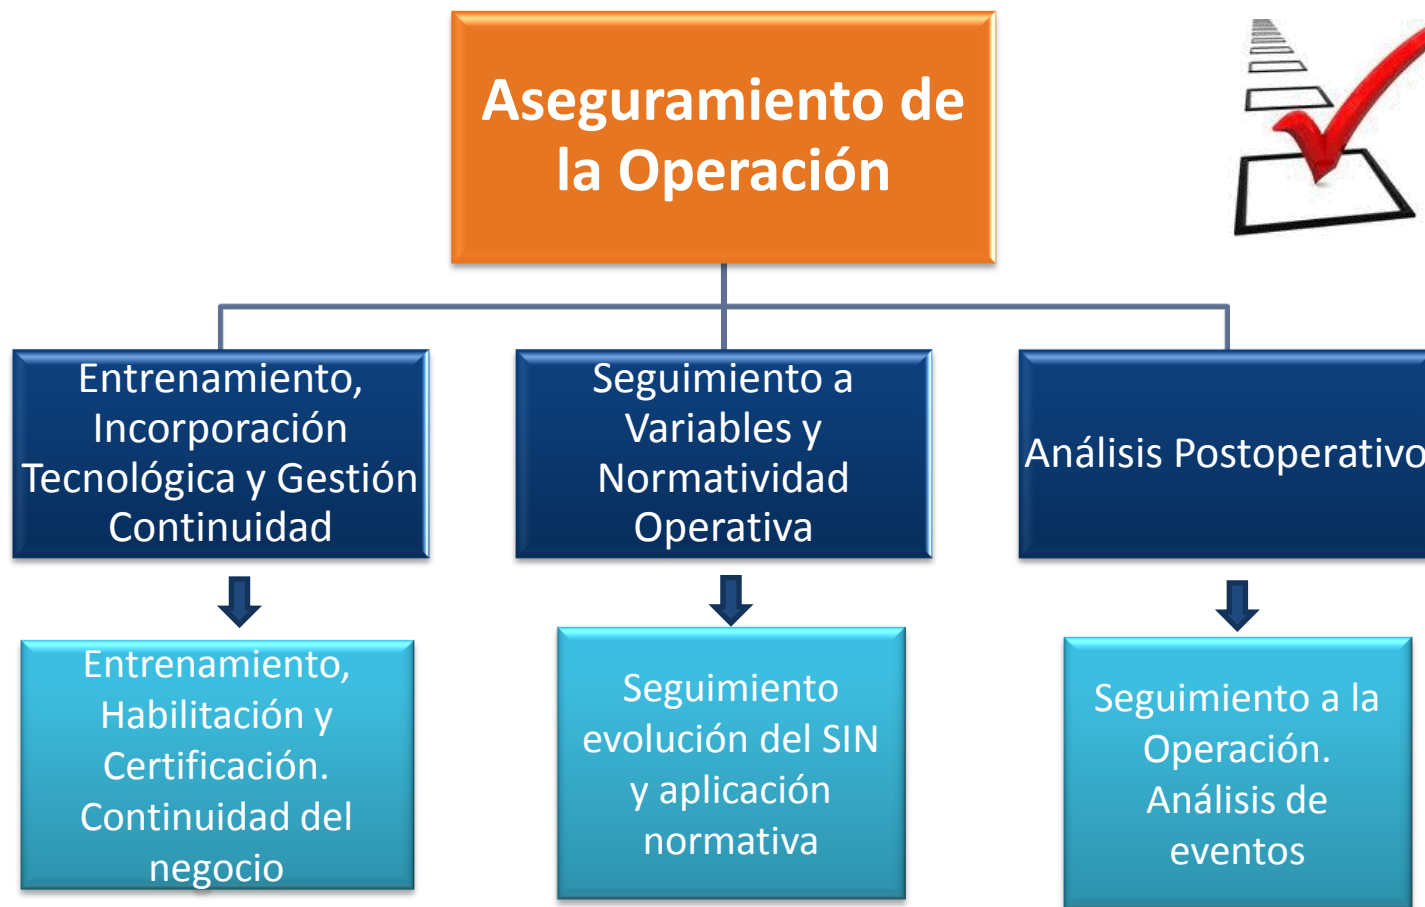 Aseguramiento de
la Operación
Entrenamiento,
Incorporación
Tecnológica y Gestión
Continuidad
Seguimiento a
Variables y
Normatividad
Operativa
Análisis Postoperativo
Entrenamiento,
Habilitación y
Certificación.
Continuidad del
negocio
Seguimiento
evolución del SIN
y aplicación
normativa
Seguimiento a la
Operación.
Análisis de
eventos